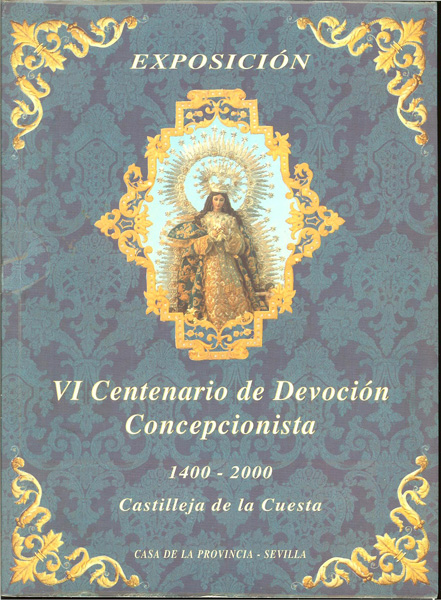 EXPOSICIÓN
VI Centenario de Devoción
Concepcionista
1400 - 2000
Castilleja de la Cuesta
CASA DE LA PROVINCIA - SEVILLA